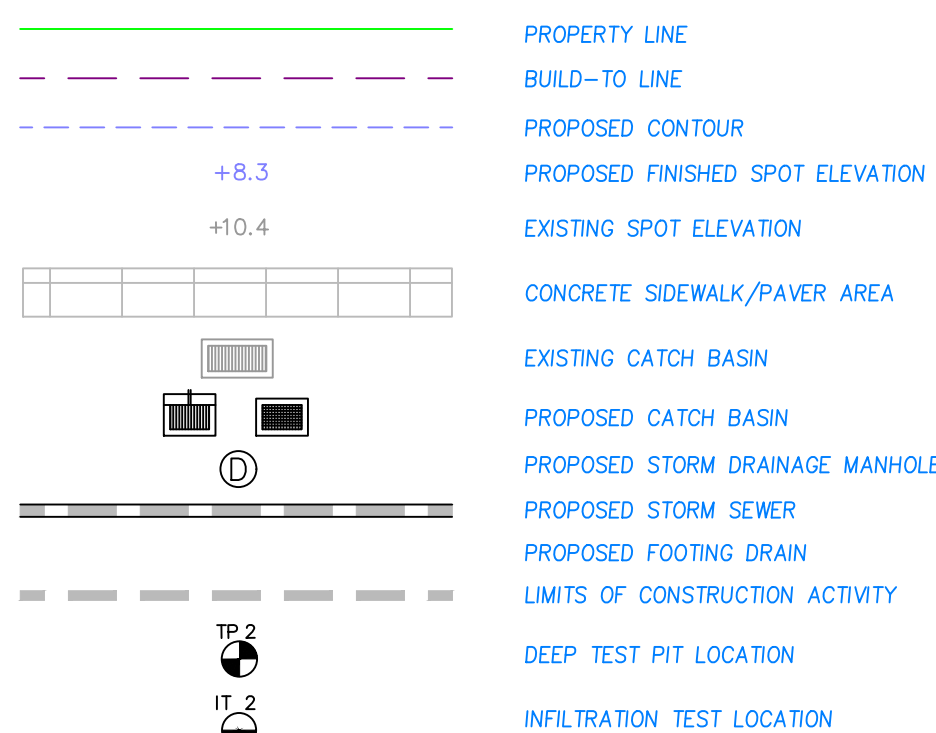 PROPERTY LINE
BUILD-TO LINE
PROPOSED CONTOUR
+8.3 PROPOSED FINISHED SPOT ELEVATION
+10.4 EXISTING SPOT ELEVATION
CONCRETE SIDEWALK/PAVER AREA
EXISTING CATCH BASIN
PROPOSED CATCH BASIN
D PROPOSED STORM DRAINAGE MANHOLE
PROPOSED STORM SEWER
PROPOSED FOOTING DRAIN
LIMITS OF CONSTRUCTION ACTIVITY
TP 2
DEEP TEST PIT LOCATION
IT 2
INFILTRATION TEST LOCATION